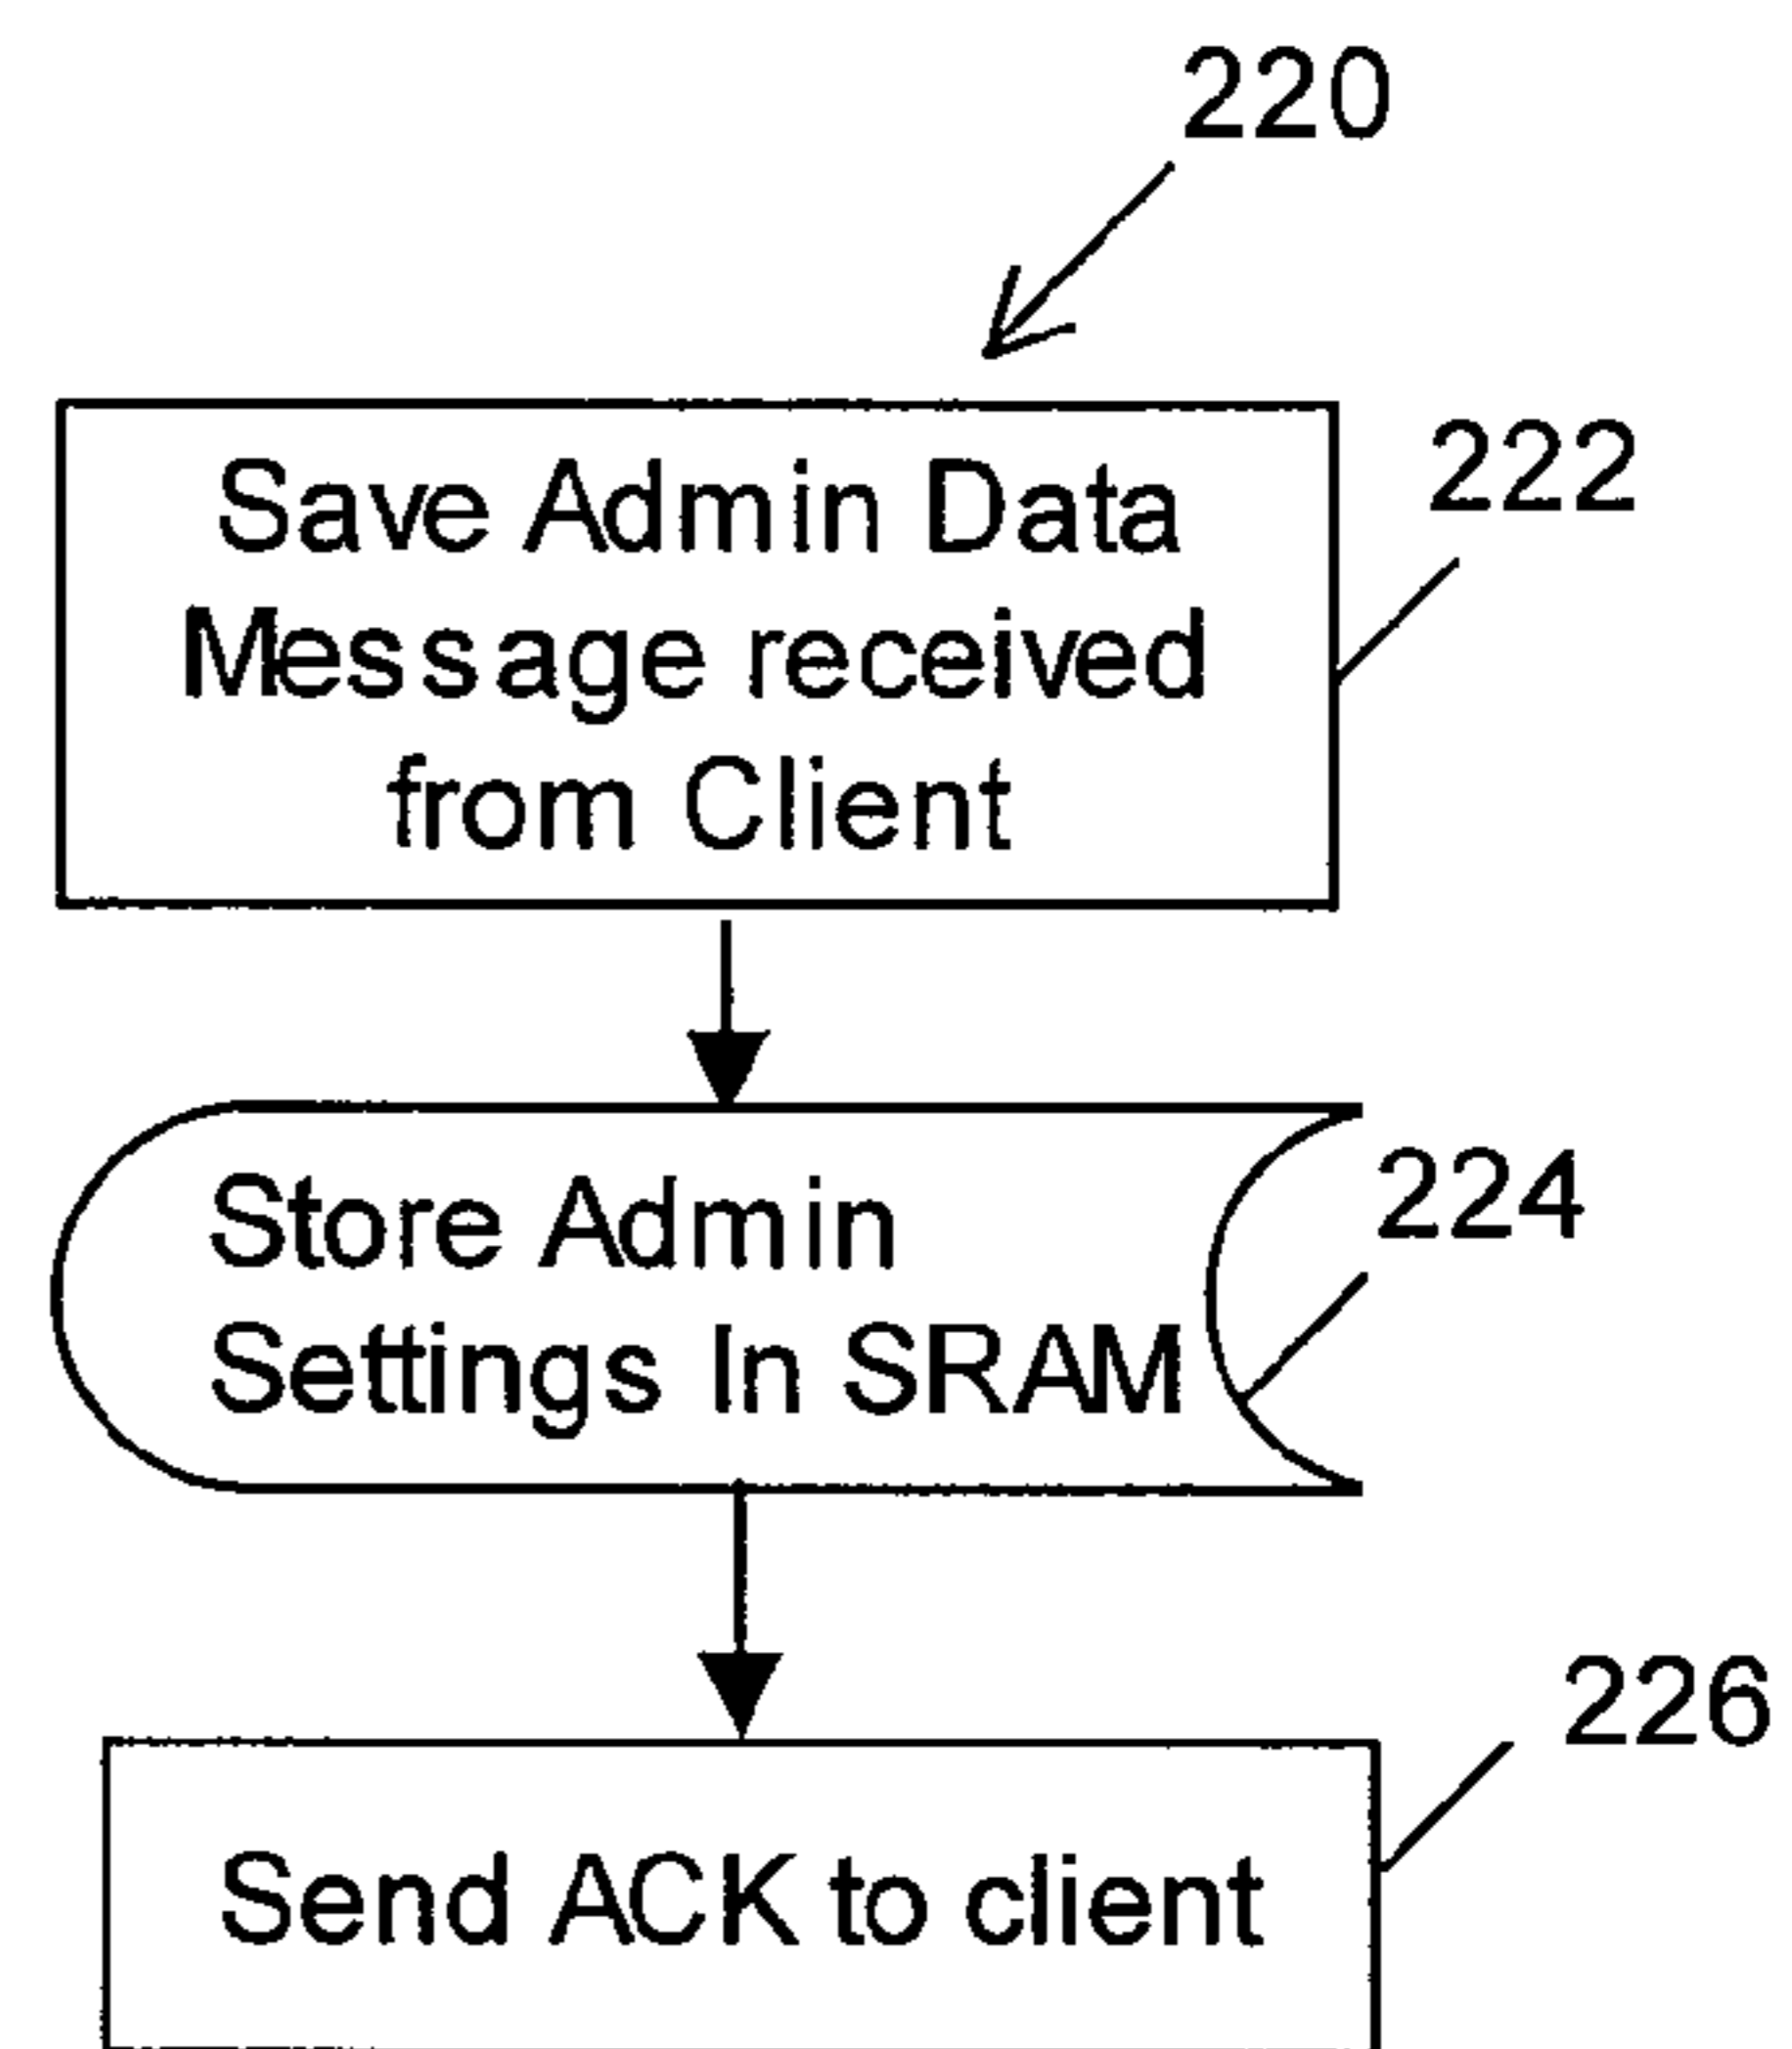 220
Save Admin Data
222
Message received
from Client
Store Admin
224
Settings In SRAM
226
Send ACK to client